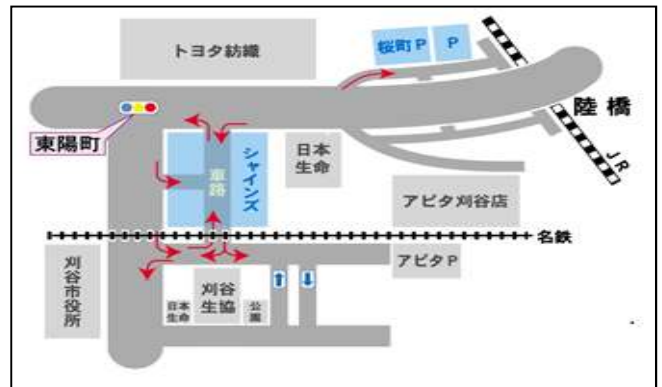 トヨタ紡織
桜町P
P
陸橋
JR
東陽町
車路
シャインズ
日本
生命
アピタ刈谷店
名鉄
刈谷市役所
日本
生命
刈谷
生協
公園
アピタP